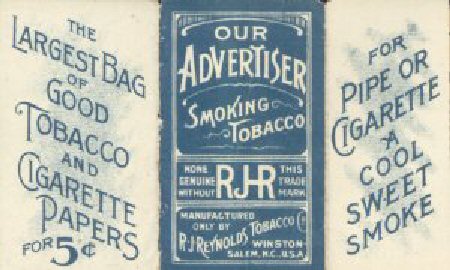 THE
LARGEST BAG
OF
GOOD
TOBACCO
AND
CIGARETTE
PAPERS
FOR 5¢
OUR
ADVERTISER
SMOKING
TOBACCO
NONE
GENUINE
WITHOUT
RJR
THIS
TRADE
MARK
MANUFACTURED
ONLY BY
R.J. REYNOLDS TOBACCO Co
WINSTON-
SALEM, N.C., U.S.A.
FOR
PIPE OR
CIGARETTE
A
COOL
SWEET
SMOKE